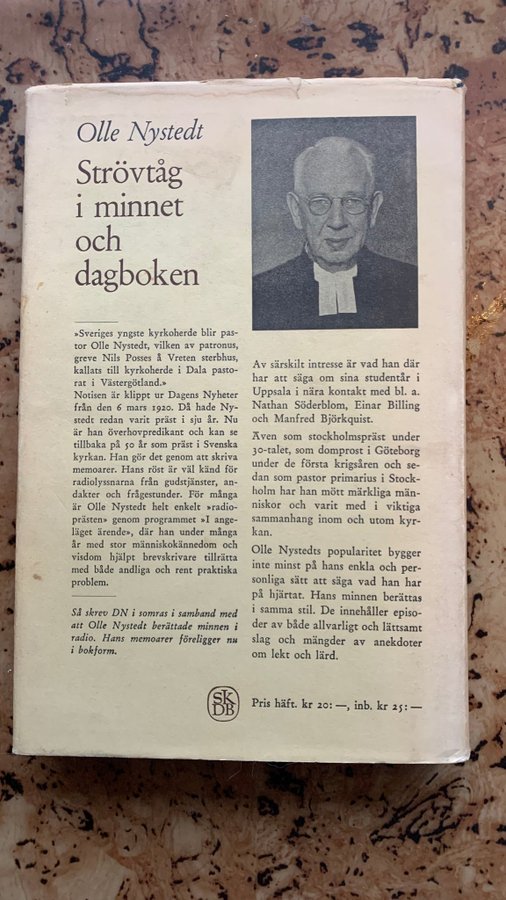 Olle Nystedt
Strövtåg
i minnet
och
dagboken
»Sveriges yngste kyrkoherde blir pas-
tor Olle Nystedt, vilken av patronus,
greve Nils Posses å Vreten sterbhus,
kallats till kyrkoherde i Dala pasto-
rat i Västergötland.»
Notisen är klippt ur Dagens Nyheter
från den 6 mars 1920. Då hade Ny-
stedt redan varit präst i sju år. Nu
är han överhovpredikant och kan se
tillbaka på 50 år som präst i Svenska
kyrkan. Han gör det genom att skriva
memoarer. Hans röst är väl känd för
radiolyssnarna från gudstjänster, an-
dakter och frågestunder. För många
är Olle Nystedt helt enkelt »radio-
prästen» genom programmet »I ange-
läget ärende», där han under många
år med stor människokännedom och
visdom hjälpt brevskrivare tillrätta
med både andliga och rent praktiska
problem.
Så skrev DN i somras i samband med
att Olle Nystedt berättade minnen i
radio. Hans memoarer föreligger nu
i bokform.
Av särskilt intresse är vad han där
har att säga om sina studentår i
Uppsala i nära kontakt med bl. a.
Nathan Söderblom, Einar Billing
och Manfred Björkquist.
Även som stockholmspräst under
30-talet, som domprost i Göteborg
under de första krigsåren och se-
dan som pastor primarius i Stock-
holm har han mött märkliga män-
niskor och varit med i viktiga
sammanhang inom och utom kyr-
kan.
Olle Nystedts popularitet bygger
inte minst på hans enkla och per-
sonliga sätt att säga vad han har
på hjärtat. Hans minnen berättas
i samma stil. De innehåller episo-
der av både allvarligt och lättsamt
slag och mängder av anekdoter
om lekt och lärd.
SK
DB
Pris häft. kr 20: —, inb. kr 25: —